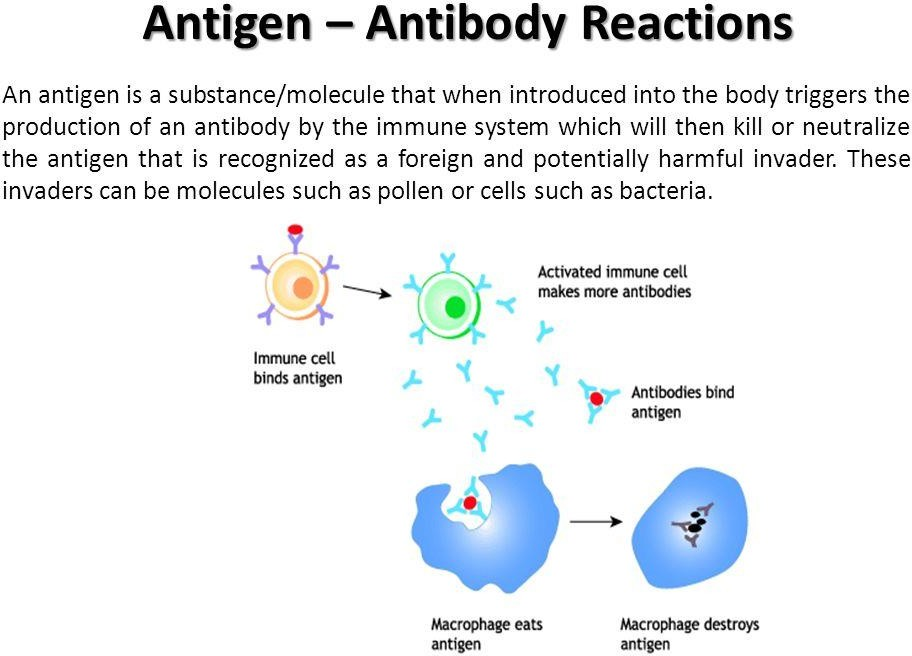 Antigen – Antibody Reactions
An antigen is a substance/molecule that when introduced into the body triggers the
production of an antibody by the immune system which will then kill or neutralize
the antigen that is recognized as a foreign and potentially harmful invader. These
invaders can be molecules such as pollen or cells such as bacteria.
Activated immune cell
makes more antibodies
Immune cell
binds antigen
Antibodies bind
antigen
Macrophage eats
antigen
Macrophage destroys
antigen